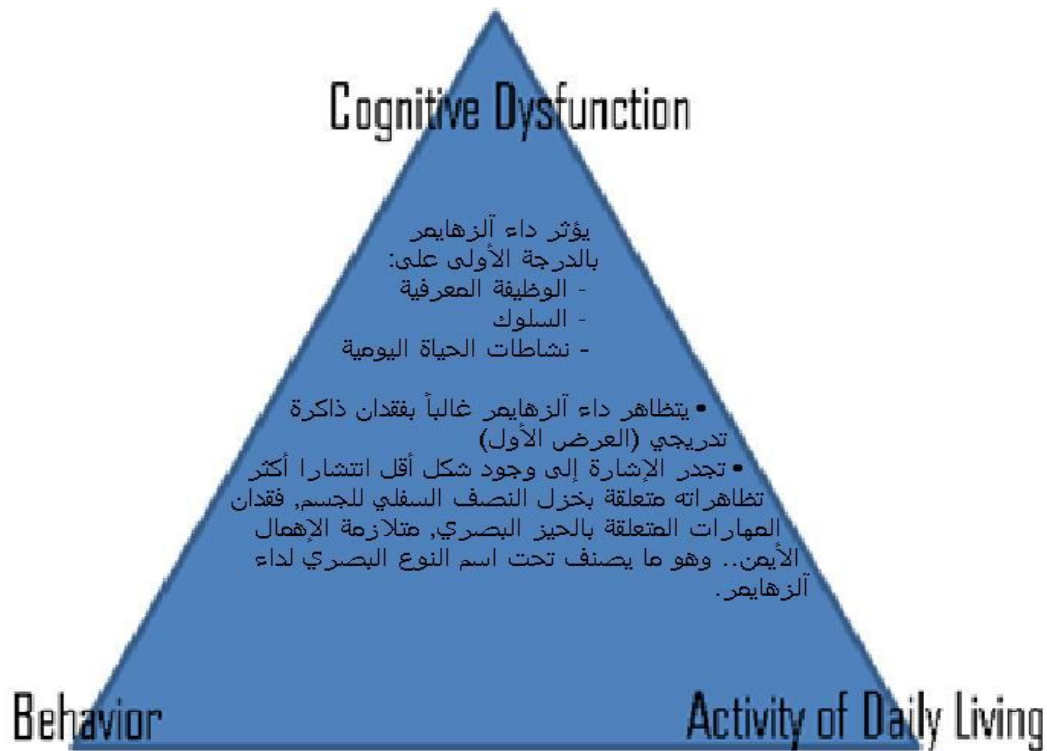 Cognitive Dysfunction
يؤثر داء آلزهايمر
بالدرجة الأولى على:
- الوظيفة المعرفية
- السلوك
- نشاطات الحياة اليومية
• يتظاهر داء آلزهايمر غالباً بفقدان ذاكرة
تدريجي (العرض الأول)
• تجدر الإشارة إلى وجود شكل أقل انتشارا أكثر
تظاهراته متعلقة بخزل النصف السفلي للجسم, فقدان
المهارات المتعلقة بالحيز البصري, متلازمة الإهمال
الأيمن.. وهو ما يصنف تحت اسم النوع البصري لداء
آلزهايمر.
Behavior
Activity of Daily Living